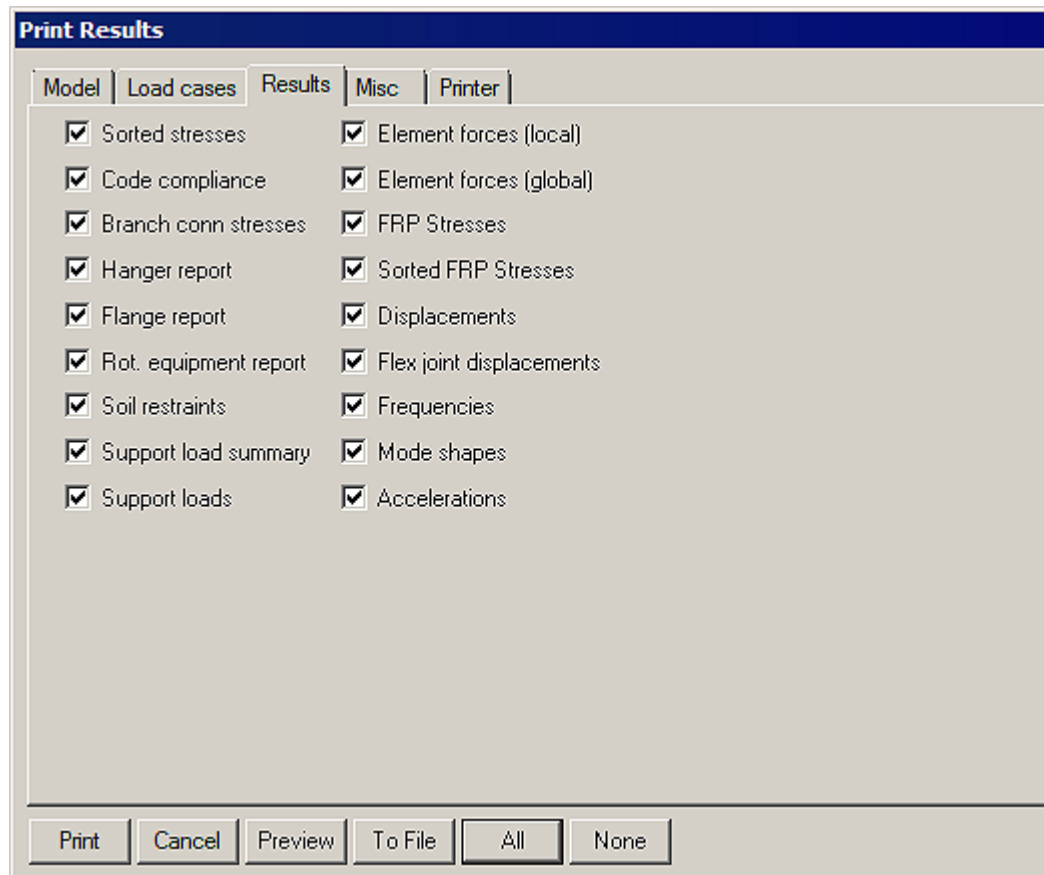 Print Results
Model Load cases Results Misc Printer
Sorted stresses Element forces (local)
Code compliance Element forces (global)
Branch conn stresses FRP Stresses
Hanger report Sorted FRP Stresses
Flange report Displacements
Rot. equipment report Flex joint displacements
Soil restraints Frequencies
Support load summary Mode shapes
Support loads Accelerations
Print Cancel Preview To File All None